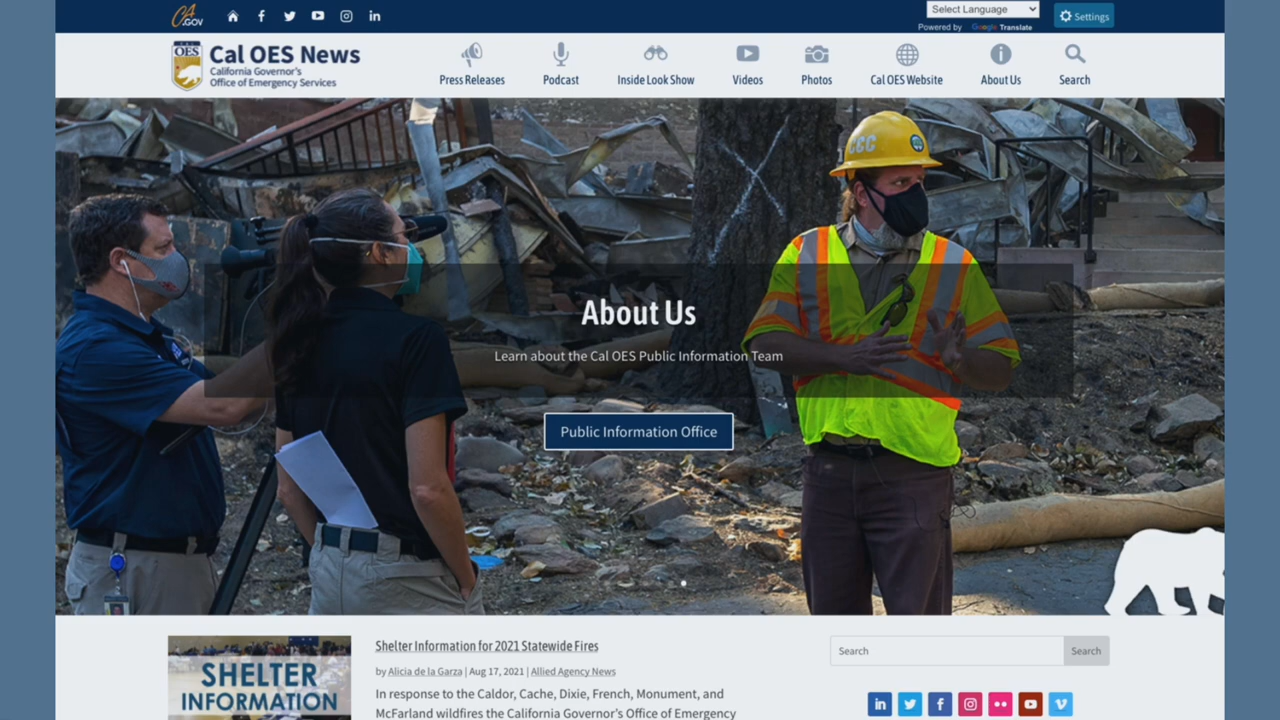 CA.GOV
Select Language
Powered by Google Translate
Settings
OES
Cal OES News
California Governor's
Office of Emergency Services
Press Releases
Podcast
Inside Look Show
Videos
Photos
Cal OES Website
About Us
Search
CCC
About Us
Learn about the Cal OES Public Information Team
Public Information Office
SHELTER
INFORMATION
Shelter Information for 2021 Statewide Fires
by Alicia de la Garza | Aug 17, 2021 | Allied Agency News
In response to the Caldor, Cache, Dixie, French, Monument, and
McFarland wildfires the California Governor's Office of Emergency
Search
Search